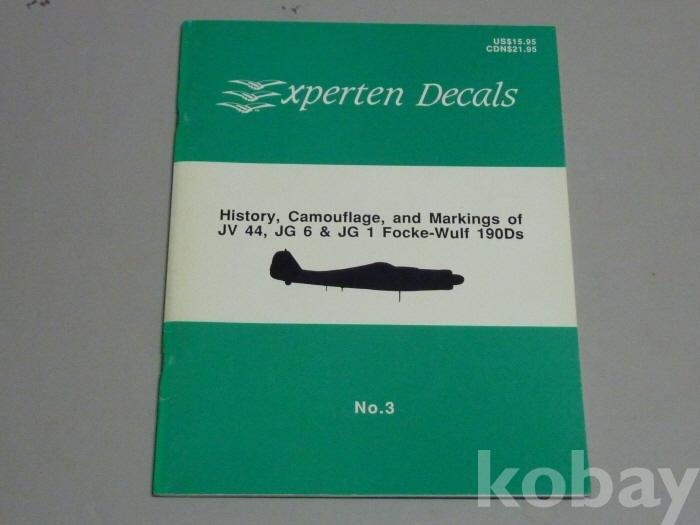 US$15.95
CDN$21.95
Experten Decals
History, Camouflage, and Markings of
JV 44, JG 6 & JG 1 Focke-Wulf 190Ds
No.3
kobay